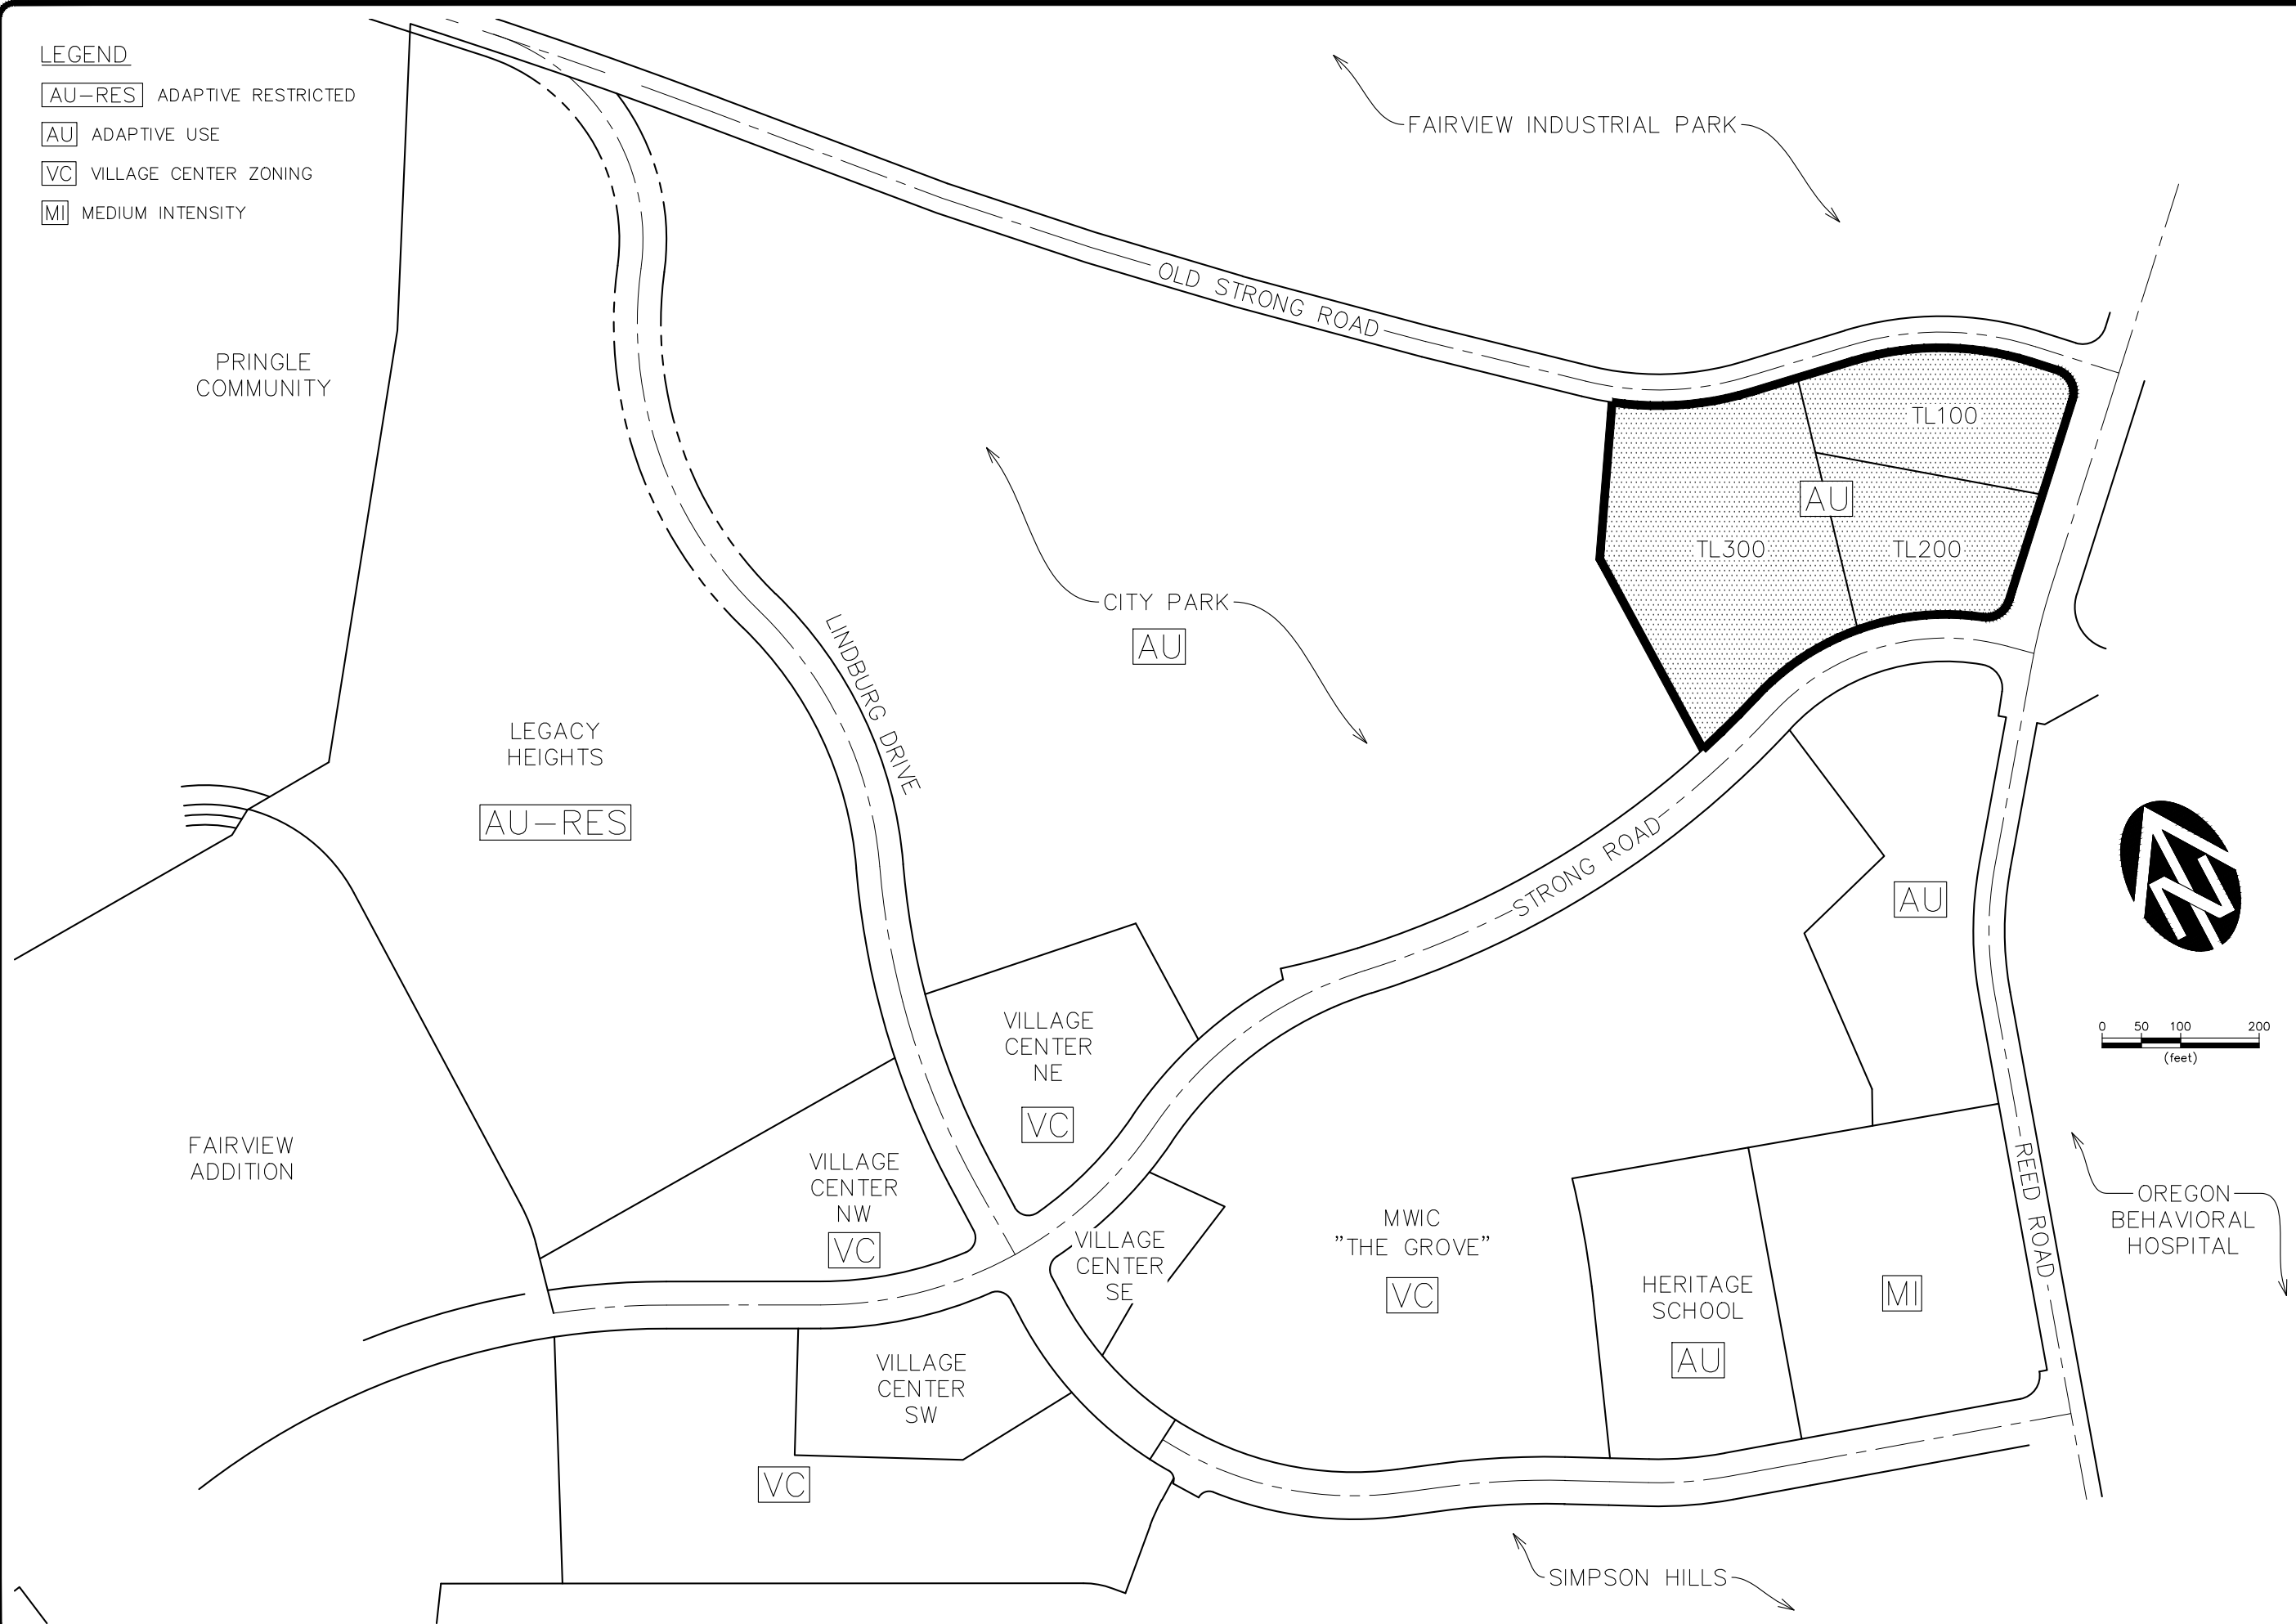 LEGEND
AU-RES ADAPTIVE RESTRICTED
AU ADAPTIVE USE
VC VILLAGE CENTER ZONING
MI MEDIUM INTENSITY
FAIRVIEW INDUSTRIAL PARK
OLD STRONG ROAD
PRINGLE
COMMUNITY
TL100
AU
TL300
TL200
CITY PARK
AU
LINDBURG DRIVE
LEGACY
HEIGHTS
AU-RES
STRONG ROAD
AU
N
0 50 100 200
(feet)
VILLAGE
CENTER
NE
VC
FAIRVIEW
ADDITION
VILLAGE
CENTER
NW
VC
VILLAGE
CENTER
SE
MWIC
"THE GROVE"
VC
HERITAGE
SCHOOL
AU
MI
REED ROAD
OREGON
BEHAVIORAL
HOSPITAL
VILLAGE
CENTER
SW
VC
SIMPSON HILLS